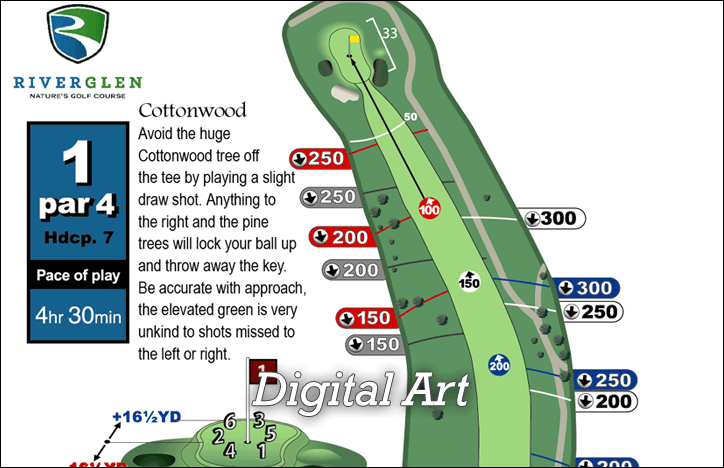 RIVERGLEN
NATURE'S GOLF COURSE
1
par 4
Hdcp. 7
Pace of play
4hr 30min
Cottonwood
Avoid the huge
Cottonwood tree off
the tee by playing a slight
draw shot. Anything to
the right and the pine
trees will lock your ball up
and throw away the key.
Be accurate with approach,
the elevated green is very
unkind to shots missed to
the left or right.
33
50
250
250
100
300
200
200
150
300
250
150
150
200
250
200
200
1
Digital Art
+16½YD
6
3
2
5
4
1
16½YD